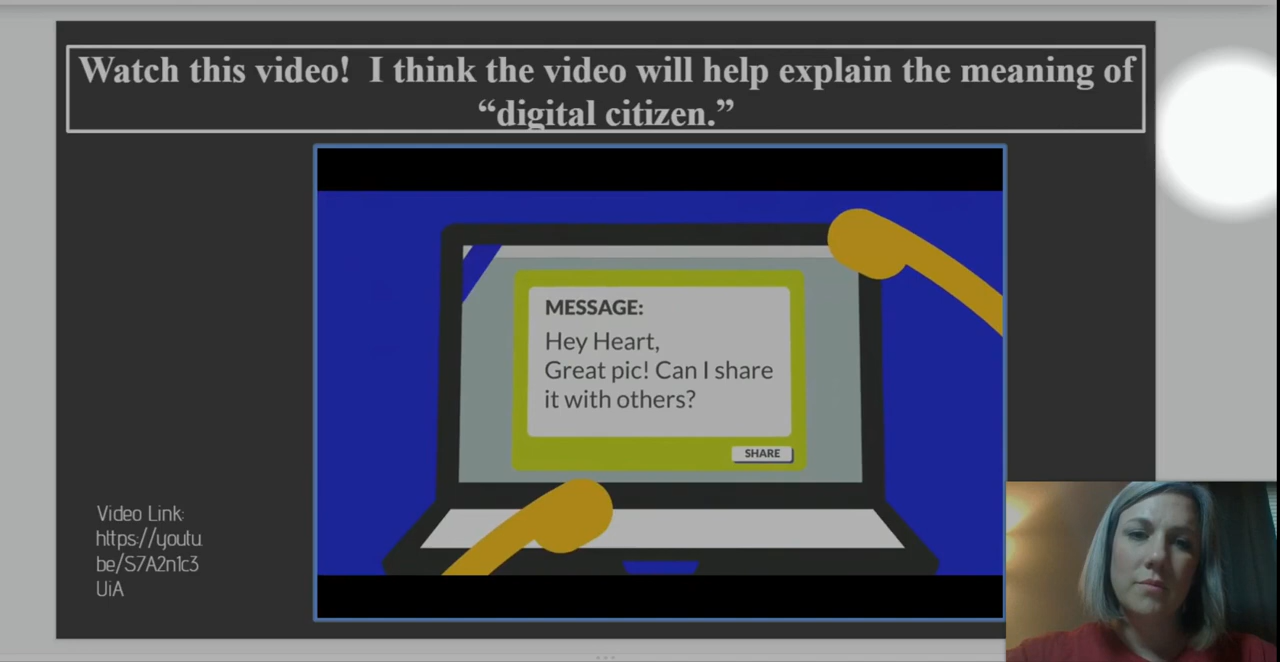 Watch this video!  I think the video will help explain the meaning of
“digital citizen.”
MESSAGE:
Hey Heart,
Great pic! Can I share
it with others?
SHARE
Video Link:
https://youtu
be/S7A2n1c3
UiA